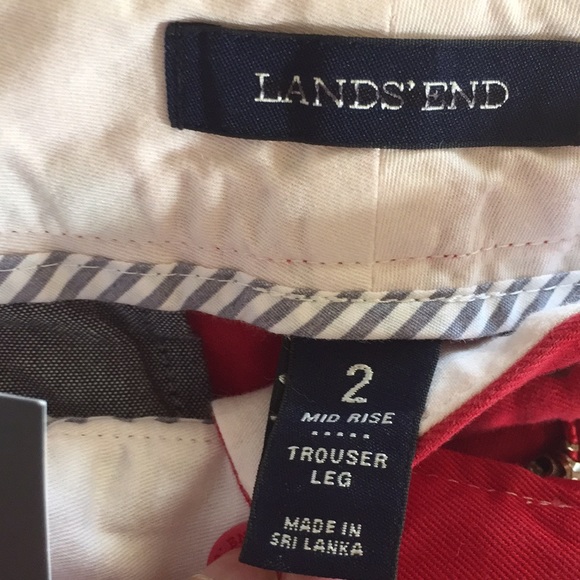 LANDS' END
2
MID RISE
TROUSER
LEG
MADE IN
SRI LANKA